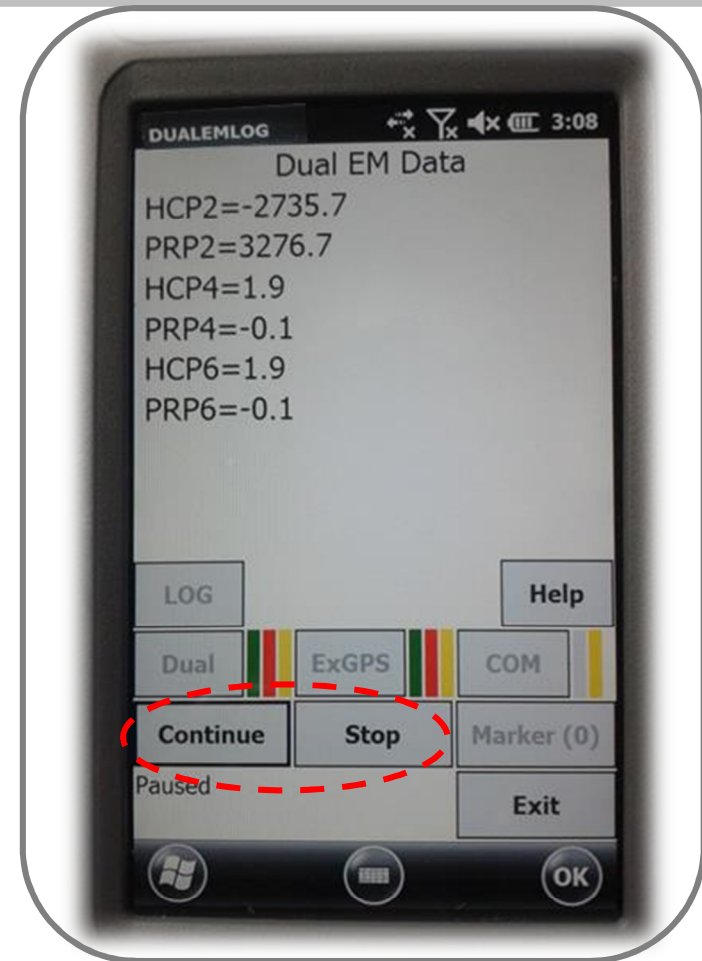 DUALEMLOG 3:08
Dual EM Data
HCP2=-2735.7
PRP2=3276.7
HCP4=1.9
PRP4=-0.1
HCP6=1.9
PRP6=-0.1
LOG Help
Dual ExGPS COM
Continue Stop Marker (0)
Paused
Exit
OK